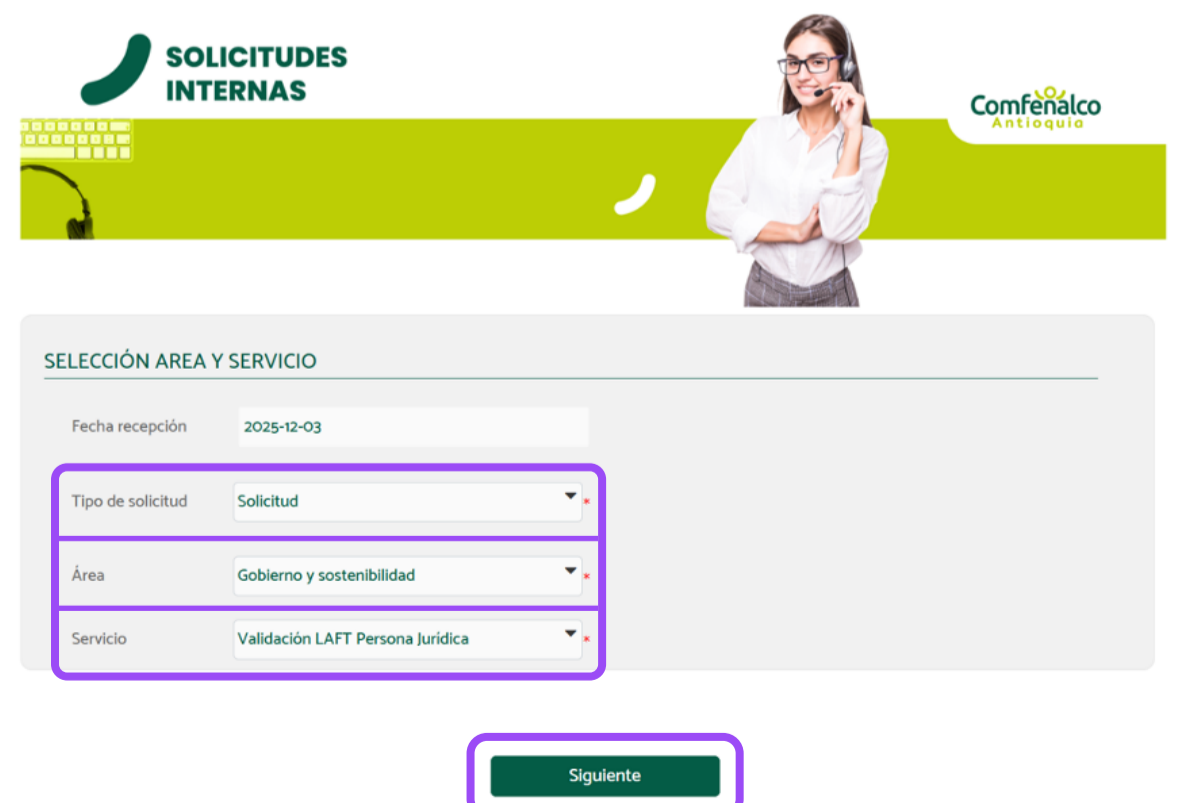 SOLICITUDES
INTERNAS
Comfenalco
Antioquia
SELECCIÓN AREA Y SERVICIO
Fecha recepción 2025-12-03
Tipo de solicitud Solicitud *
Área Gobierno y sostenibilidad *
Servicio Validación LAFT Persona Jurídica *
Siguiente